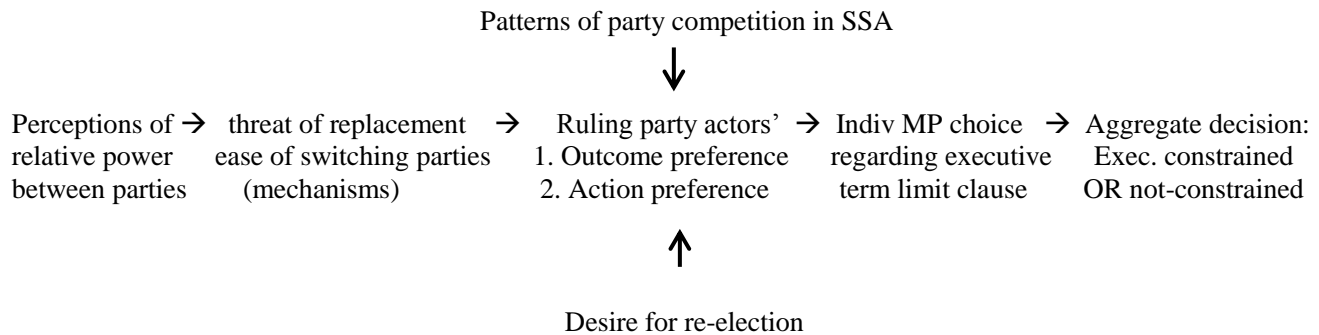 Patterns of party competition in SSA
Perceptions of → threat of replacement → Ruling party actors’ → Indiv MP choice → Aggregate decision:
relative power ease of switching parties 1. Outcome preference regarding executive Exec. constrained
between parties (mechanisms) 2. Action preference term limit clause OR not-constrained
Desire for re-election